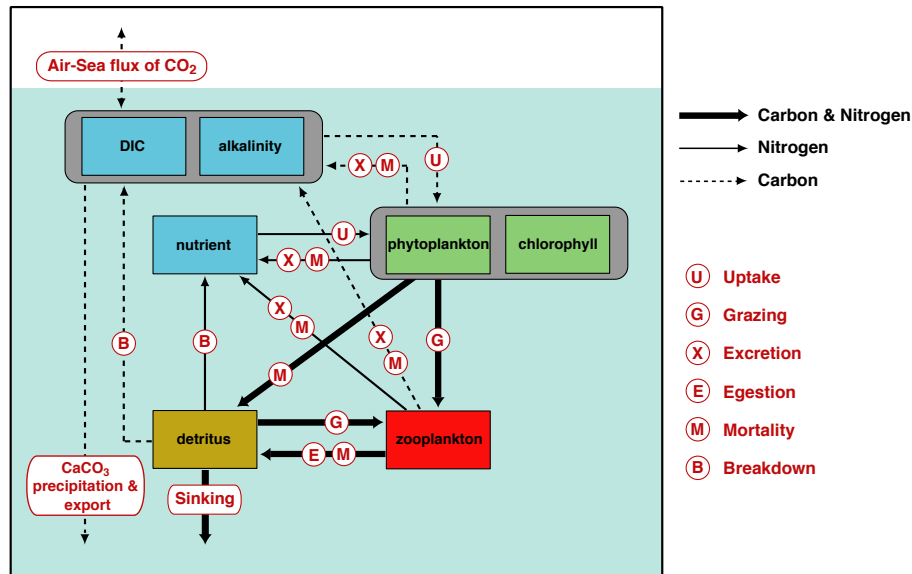 Air-Sea flux of CO₂
DIC
alkalinity
U
X M
nutrient
U
phytoplankton
chlorophyll
X M
X
M
B
B
X
M
G
M
detritus
G
zooplankton
E M
CaCO₃
precipitation &
export
Sinking
Carbon & Nitrogen
Nitrogen
Carbon
U Uptake
G Grazing
X Excretion
E Egestion
M Mortality
B Breakdown